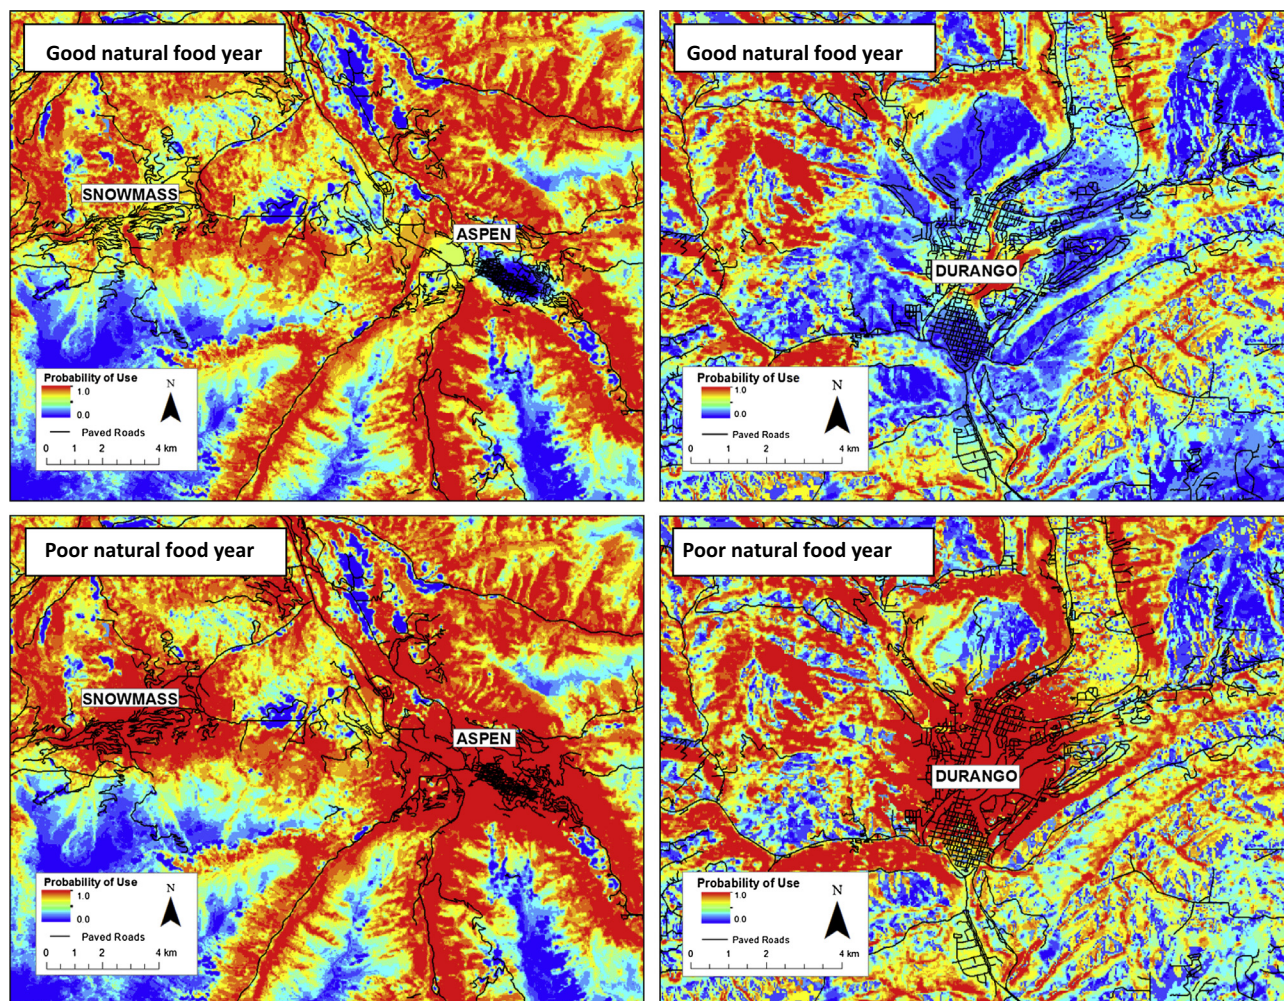 Good natural food year
SNOWMASS
ASPEN
Probability of Use
1.0
0.0
N
Paved Roads
0 1 2 4 km
Good natural food year
DURANGO
Probability of Use
1.0
0.0
N
Paved Roads
0 2 4 km
Poor natural food year
SNOWMASS
ASPEN
Probability of Use
1.0
0.0
N
Paved Roads
0 1 2 4 km
Poor natural food year
DURANGO
Probability of Use
1.0
0.0
N
Paved Roads
0 2 4 km